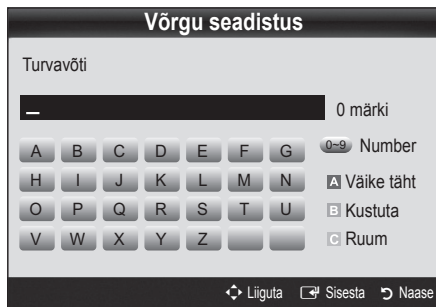 Võrgu seadistus
Turvavõti
_ 0 märki
A B C D E F G 0~9 Number
H I J K L M N A Väike täht
O P Q R S T U B Kustuta
V W X Y Z C Ruum
Liiguta Sisesta Naase